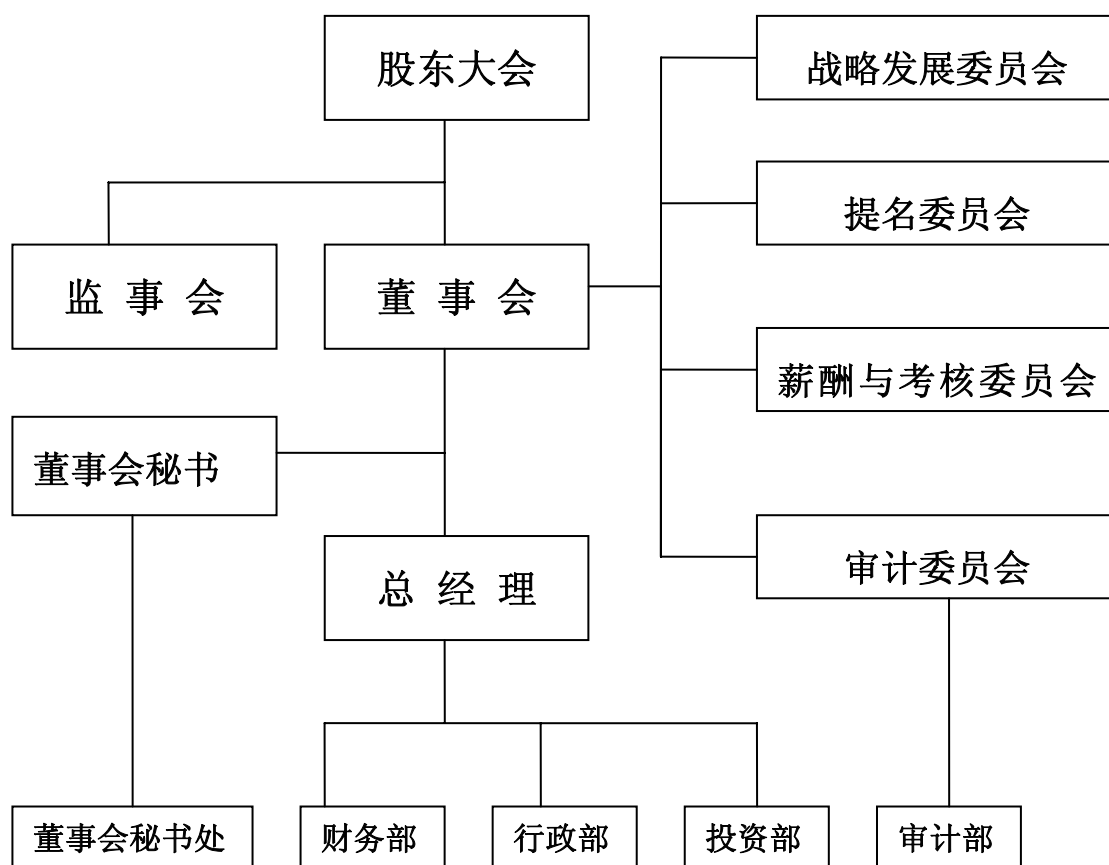 股东大会
战略发展委员会
提名委员会
监 事 会
董 事 会
薪酬与考核委员会
董事会秘书
总 经 理
审计委员会
董事会秘书处
财务部
行政部
投资部
审计部